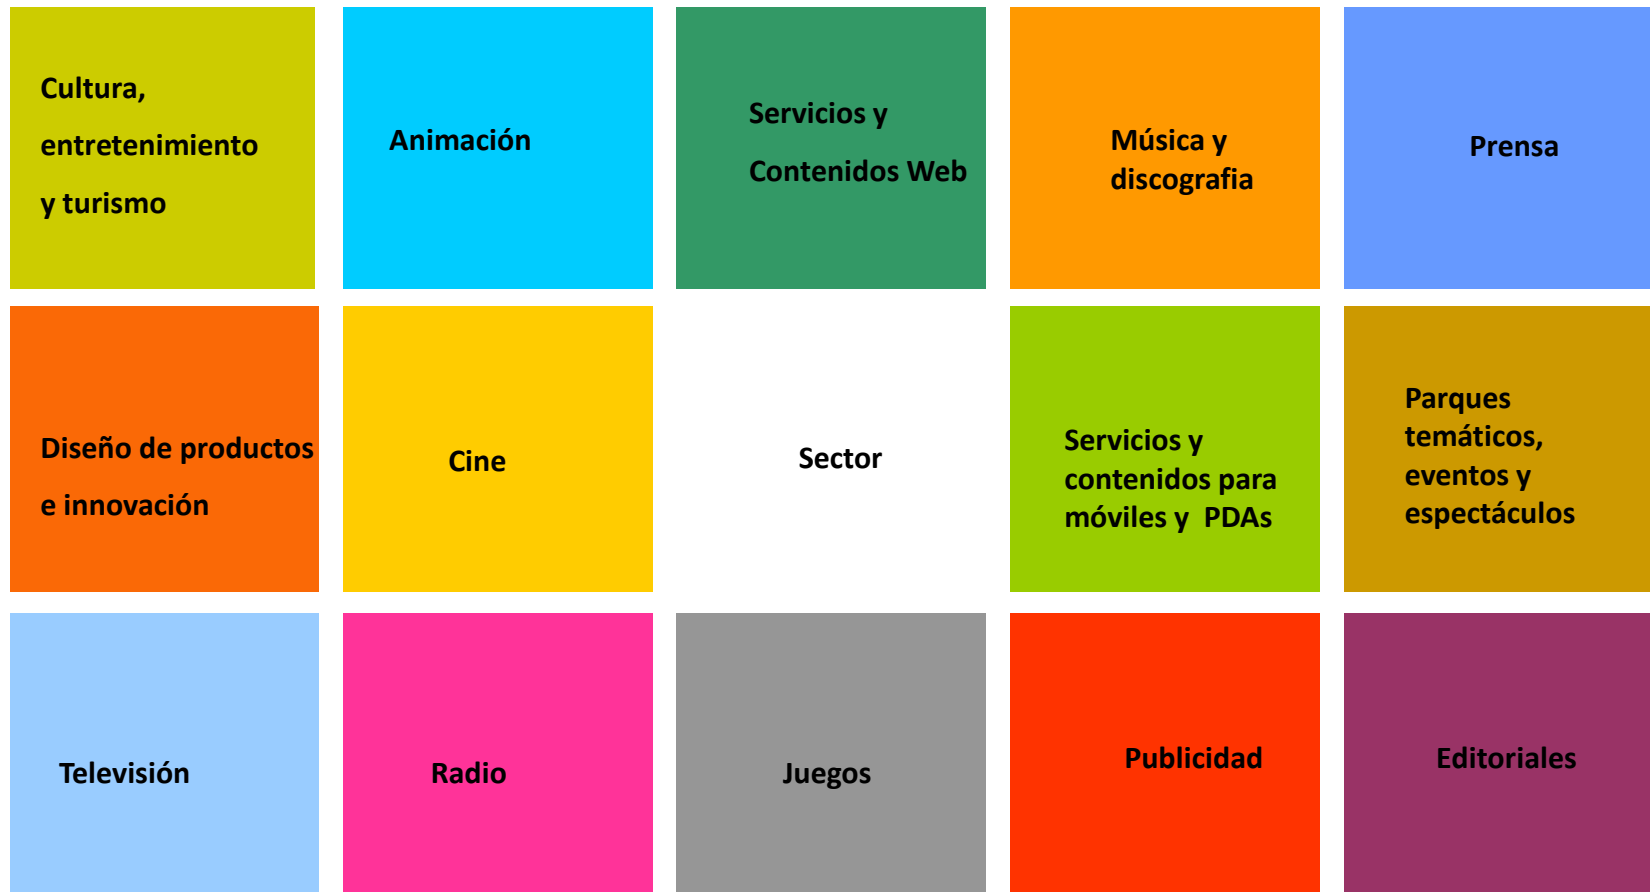 Cultura,
entretenimiento
y turismo
Animación
Servicios y
Contenidos Web
Música y
discografia
Prensa
Diseño de productos
e innovación
Cine
Sector
Servicios y
contenidos para
móviles y PDAs
Parques
temáticos,
eventos y
espectáculos
Televisión
Radio
Juegos
Publicidad
Editoriales